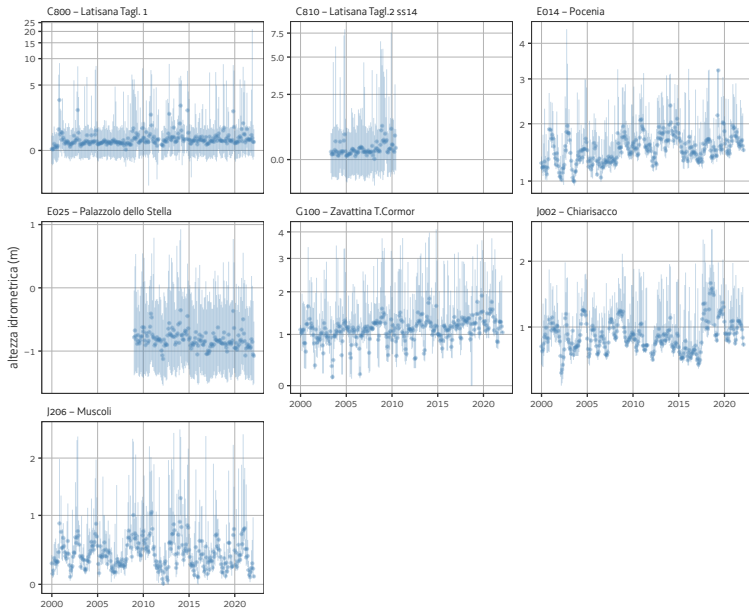 C800 – Latisana Tagl. 1
C810 – Latisana Tagl.2 ss14
E014 – Pocenia
25
20
15
10
5
0
7.5
5.0
2.5
0.0
4
3
2
1
E025 – Palazzolo dello Stella
G100 – Zavattina T.Cormor
J002 – Chiarisacco
altezza idrometrica (m)
1
0
−1
4
3
2
1
0
2
1
2000 2005 2010 2015 2020
2000 2005 2010 2015 2020
J206 – Muscoli
2
1
0
2000 2005 2010 2015 2020